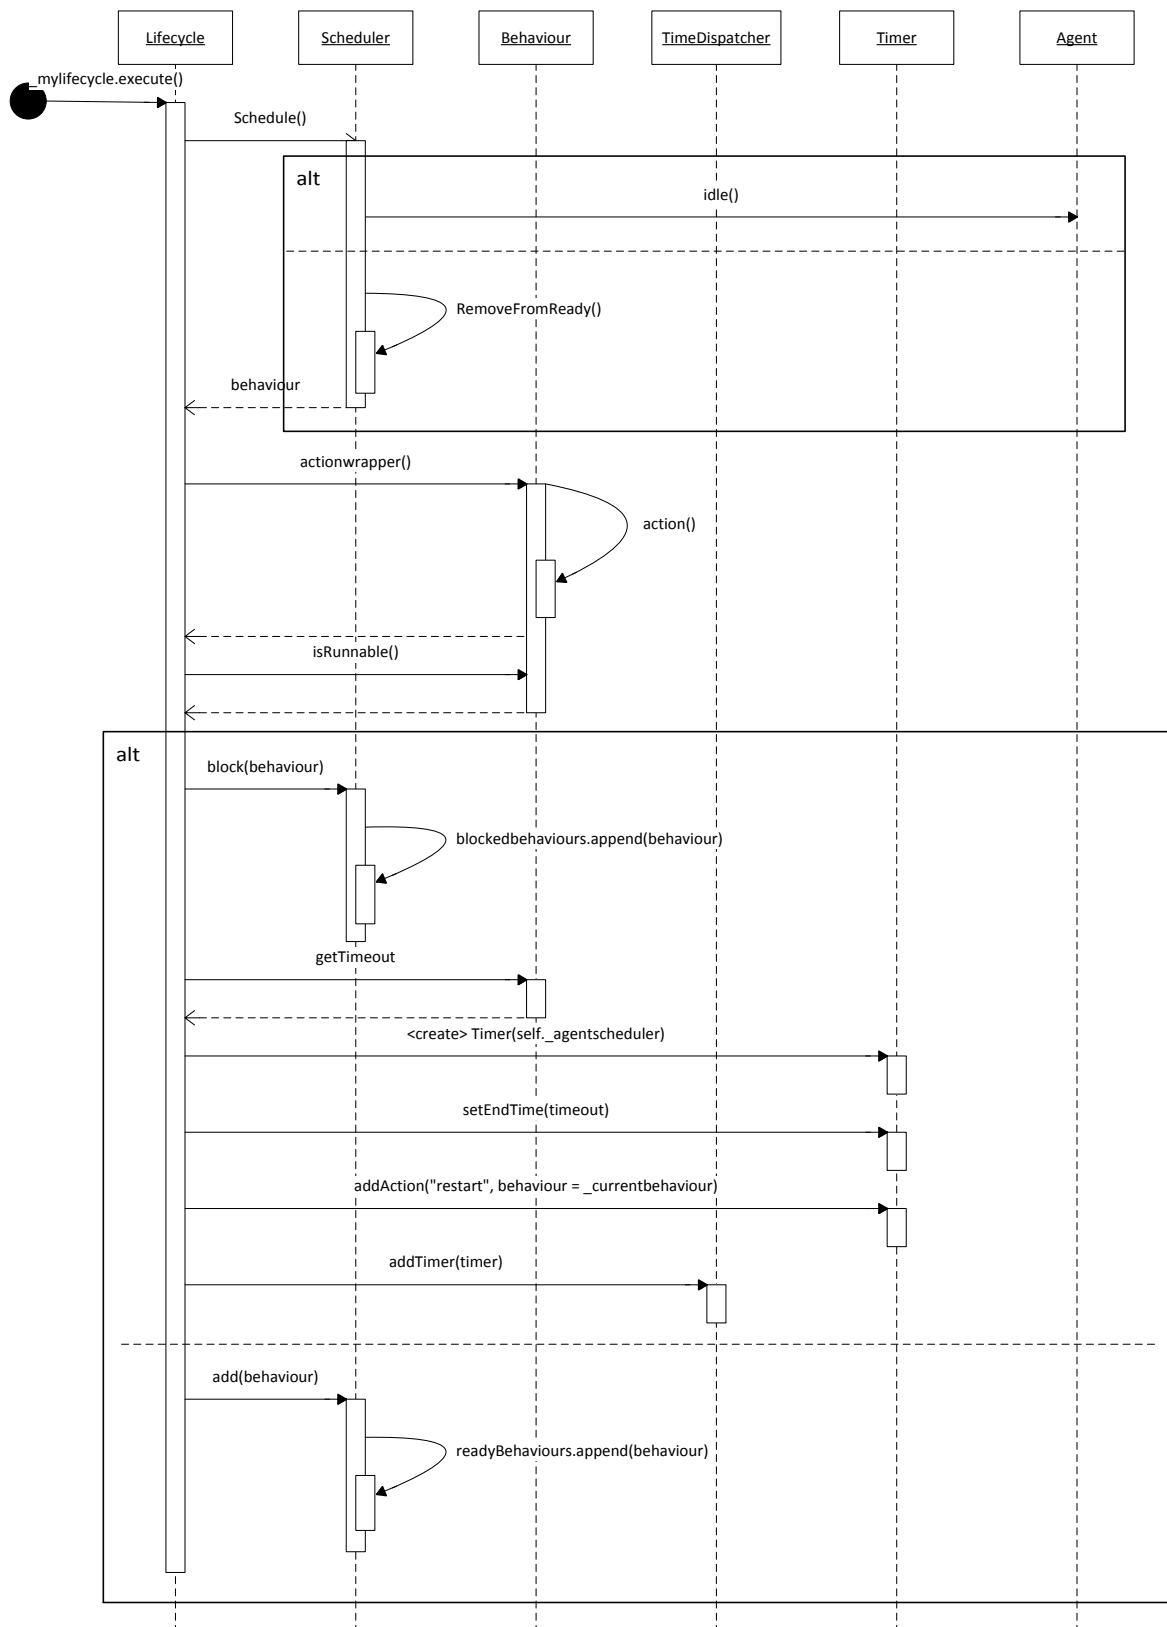 Lifecycle
Scheduler
Behaviour
TimeDispatcher
Timer
Agent
_mylifecycle.execute()
Schedule()
alt
idle()
RemoveFromReady()
behaviour
actionwrapper()
action()
isRunnable()
alt
block(behaviour)
blockedbehaviours.append(behaviour)
getTimeout
<create> Timer(self._agentscheduler)
setEndTime(timeout)
addAction("restart", behaviour = _currentbehaviour)
addTimer(timer)
add(behaviour)
readyBehaviours.append(behaviour)